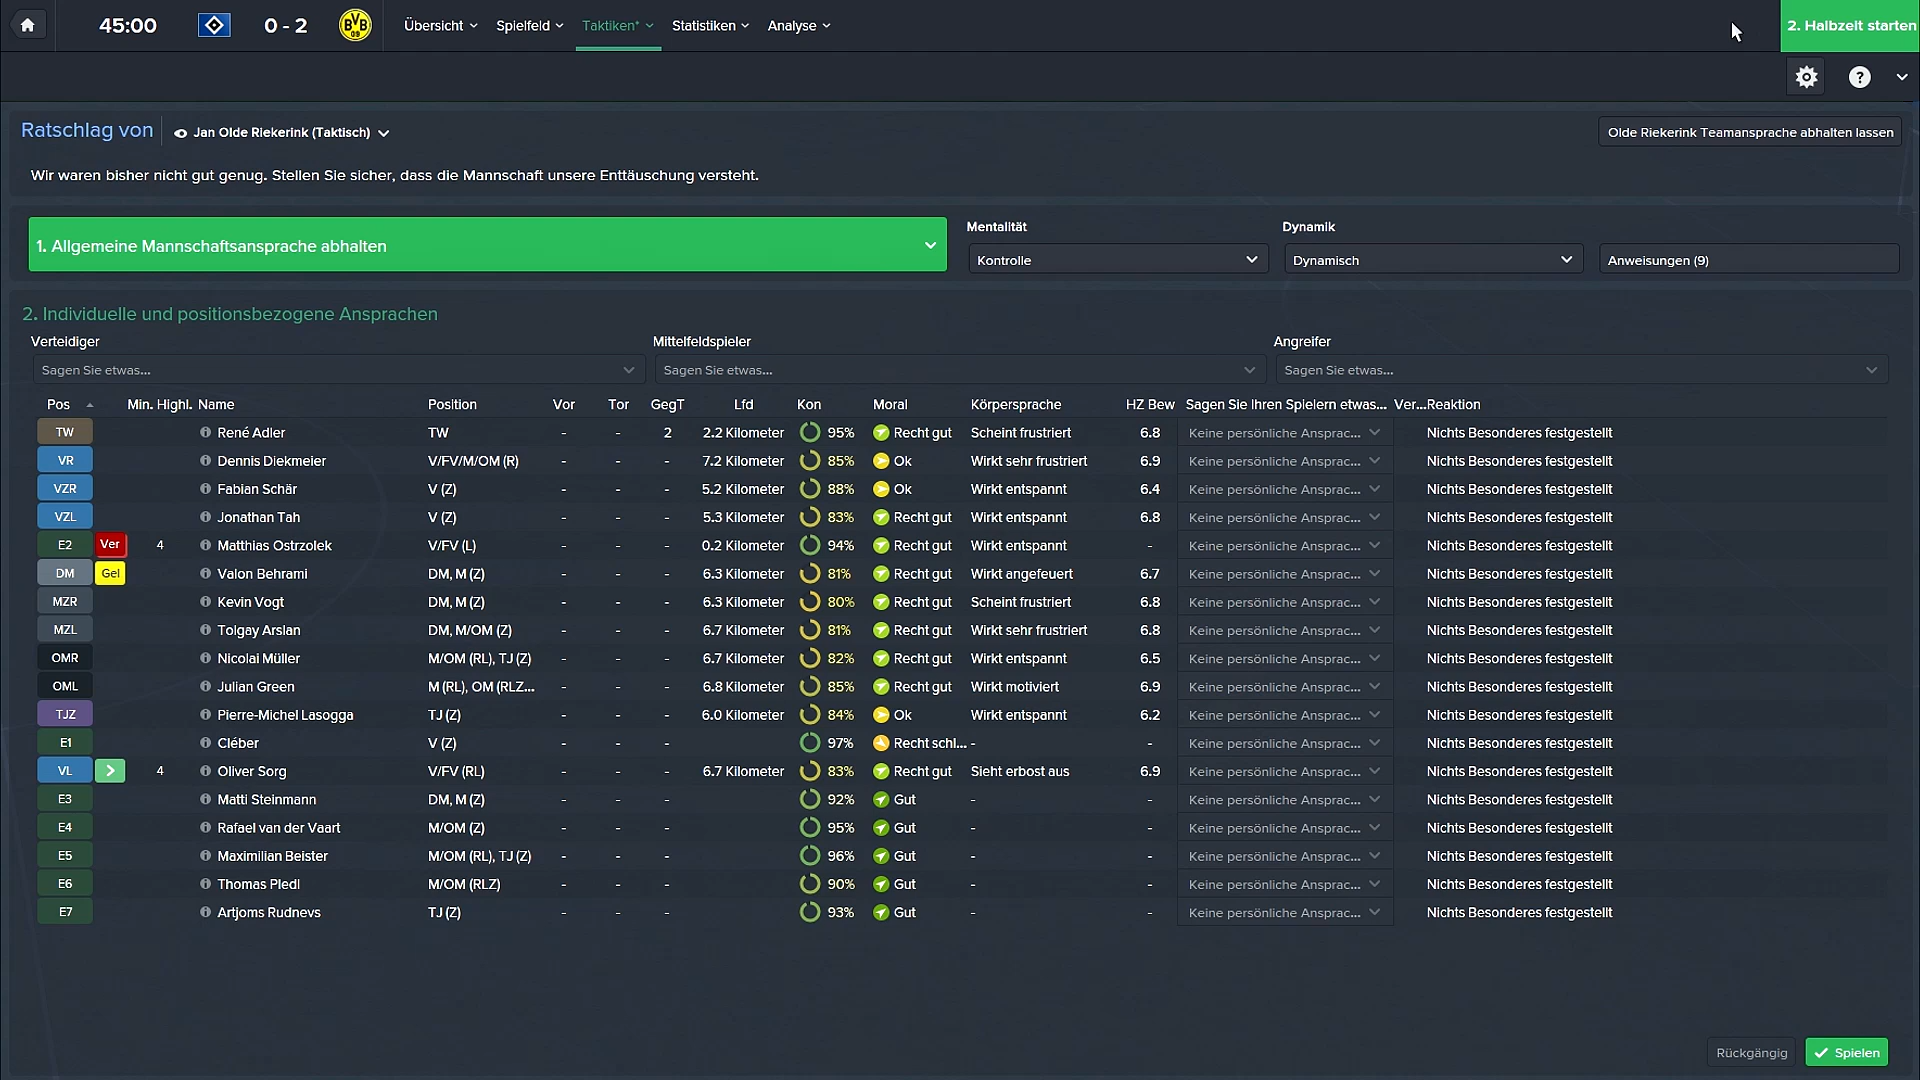 45:00 0 - 2 BVB 09 Übersicht Spielfeld Taktiken* Statistiken Analyse 2. Halbzeit starten
?
Ratschlag von Jan Olde Riekerink (Taktisch) Olde Riekerink Teamansprache abhalten lassen
Wir waren bisher nicht gut genug. Stellen Sie sicher, dass die Mannschaft unsere Enttäuschung versteht.
Mentalität Dynamik
1. Allgemeine Mannschaftsansprache abhalten Kontrolle Dynamisch Anweisungen (9)
2. Individuelle und positionsbezogene Ansprachen
Verteidiger Mittelfeldspieler Angreifer
Sagen Sie etwas... Sagen Sie etwas... Sagen Sie etwas...
Pos Min. Highl. Name Position Vor Tor GegT Lfd Kon Moral Körpersprache HZ Bew Sagen Sie Ihren Spielern etwas... Ver... Reaktion
TW René Adler TW - - 2 2.2 Kilometer 95% Recht gut Scheint frustriert 6.8 Keine persönliche Ansprac... Nichts Besonderes festgestellt
VR Dennis Diekmeier V/FV/M/OM (R) - - - 7.2 Kilometer 85% Ok Wirkt sehr frustriert 6.9 Keine persönliche Ansprac... Nichts Besonderes festgestellt
VZR Fabian Schär V (Z) - - - 5.2 Kilometer 88% Ok Wirkt entspannt 6.4 Keine persönliche Ansprac... Nichts Besonderes festgestellt
VZL Jonathan Tah V (Z) - - - 5.3 Kilometer 83% Recht gut Wirkt entspannt 6.8 Keine persönliche Ansprac... Nichts Besonderes festgestellt
E2 Ver 4 Matthias Ostrzolek V/FV (L) - - - 0.2 Kilometer 94% Recht gut Wirkt entspannt - Keine persönliche Ansprac... Nichts Besonderes festgestellt
DM Gel Valon Behrami DM, M (Z) - - - 6.3 Kilometer 81% Recht gut Wirkt angefeuert 6.7 Keine persönliche Ansprac... Nichts Besonderes festgestellt
MZR Kevin Vogt DM, M (Z) - - - 6.3 Kilometer 80% Recht gut Scheint frustriert 6.8 Keine persönliche Ansprac... Nichts Besonderes festgestellt
MZL Tolgay Arslan DM, M/OM (Z) - - - 6.7 Kilometer 81% Recht gut Wirkt sehr frustriert 6.8 Keine persönliche Ansprac... Nichts Besonderes festgestellt
OMR Nicolai Müller M/OM (RL), TJ (Z) - - - 6.7 Kilometer 82% Recht gut Wirkt entspannt 6.5 Keine persönliche Ansprac... Nichts Besonderes festgestellt
OML Julian Green M (RL), OM (RLZ... - - - 6.8 Kilometer 85% Recht gut Wirkt motiviert 6.9 Keine persönliche Ansprac... Nichts Besonderes festgestellt
TJZ Pierre-Michel Lasogga TJ (Z) - - - 6.0 Kilometer 84% Ok Wirkt entspannt 6.2 Keine persönliche Ansprac... Nichts Besonderes festgestellt
E1 Cléber V (Z) - - - 97% Recht schl... - - Keine persönliche Ansprac... Nichts Besonderes festgestellt
VL 4 Oliver Sorg V/FV (RL) - - - 6.7 Kilometer 83% Recht gut Sieht erbost aus 6.9 Keine persönliche Ansprac... Nichts Besonderes festgestellt
E3 Matti Steinmann DM, M (Z) - - - 92% Gut - - Keine persönliche Ansprac... Nichts Besonderes festgestellt
E4 Rafael van der Vaart M/OM (Z) - - - 95% Gut - - Keine persönliche Ansprac... Nichts Besonderes festgestellt
E5 Maximilian Beister M/OM (RL), TJ (Z) - - - 96% Gut - - Keine persönliche Ansprac... Nichts Besonderes festgestellt
E6 Thomas Pledl M/OM (RLZ) - - - 90% Gut - - Keine persönliche Ansprac... Nichts Besonderes festgestellt
E7 Artjoms Rudnevs TJ (Z) - - - 93% Gut - - Keine persönliche Ansprac... Nichts Besonderes festgestellt
Rückgängig Spielen